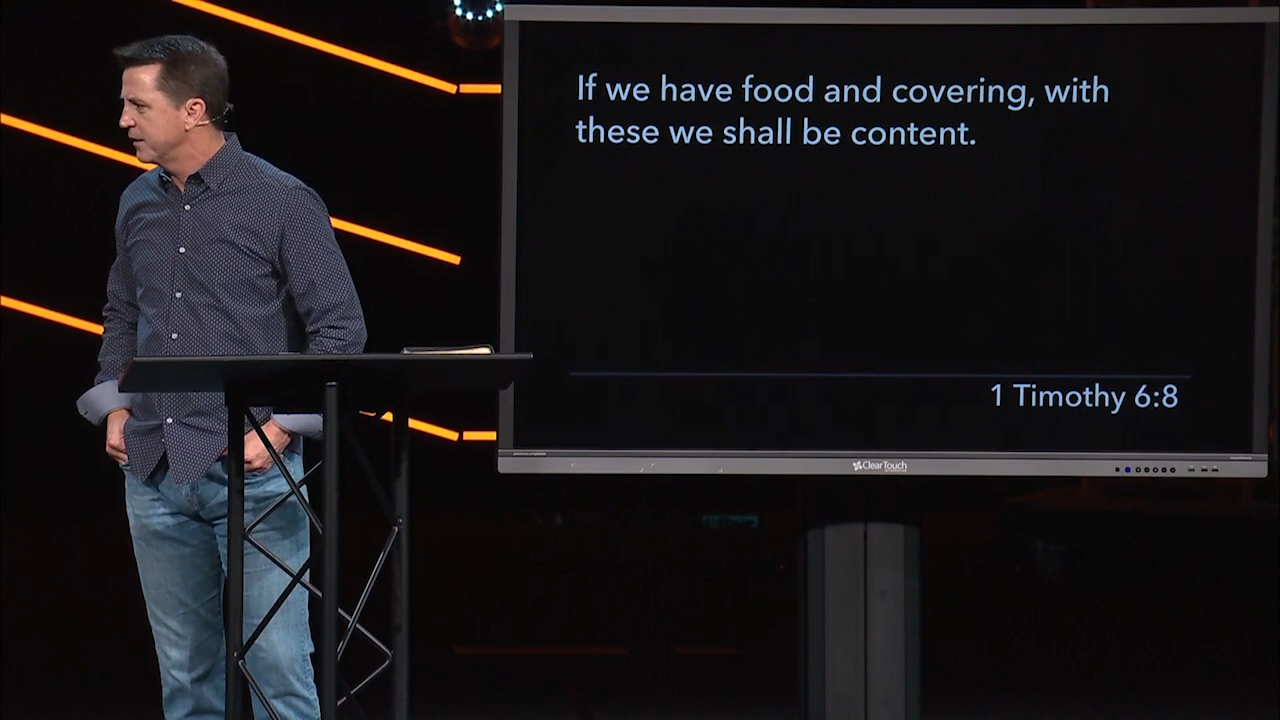 If we have food and covering, with
these we shall be content.
1 Timothy 6:8
ClearTouch